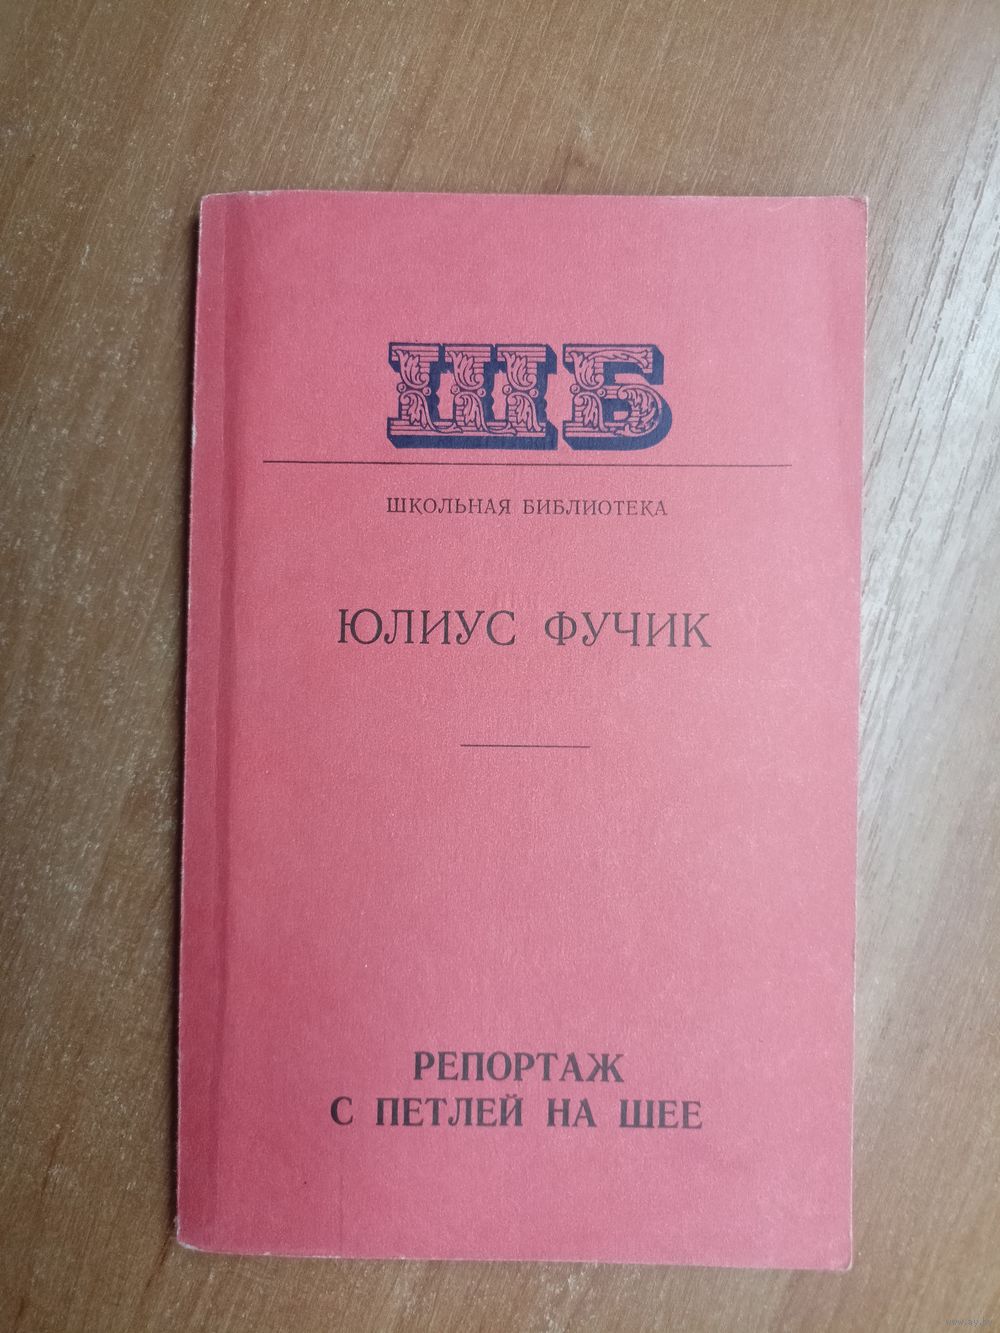 ШБ
ШКОЛЬНАЯ БИБЛИОТЕКА
ЮЛИУС ФУЧИК
РЕПОРТАЖ
С ПЕТЛЕЙ НА ШЕЕ